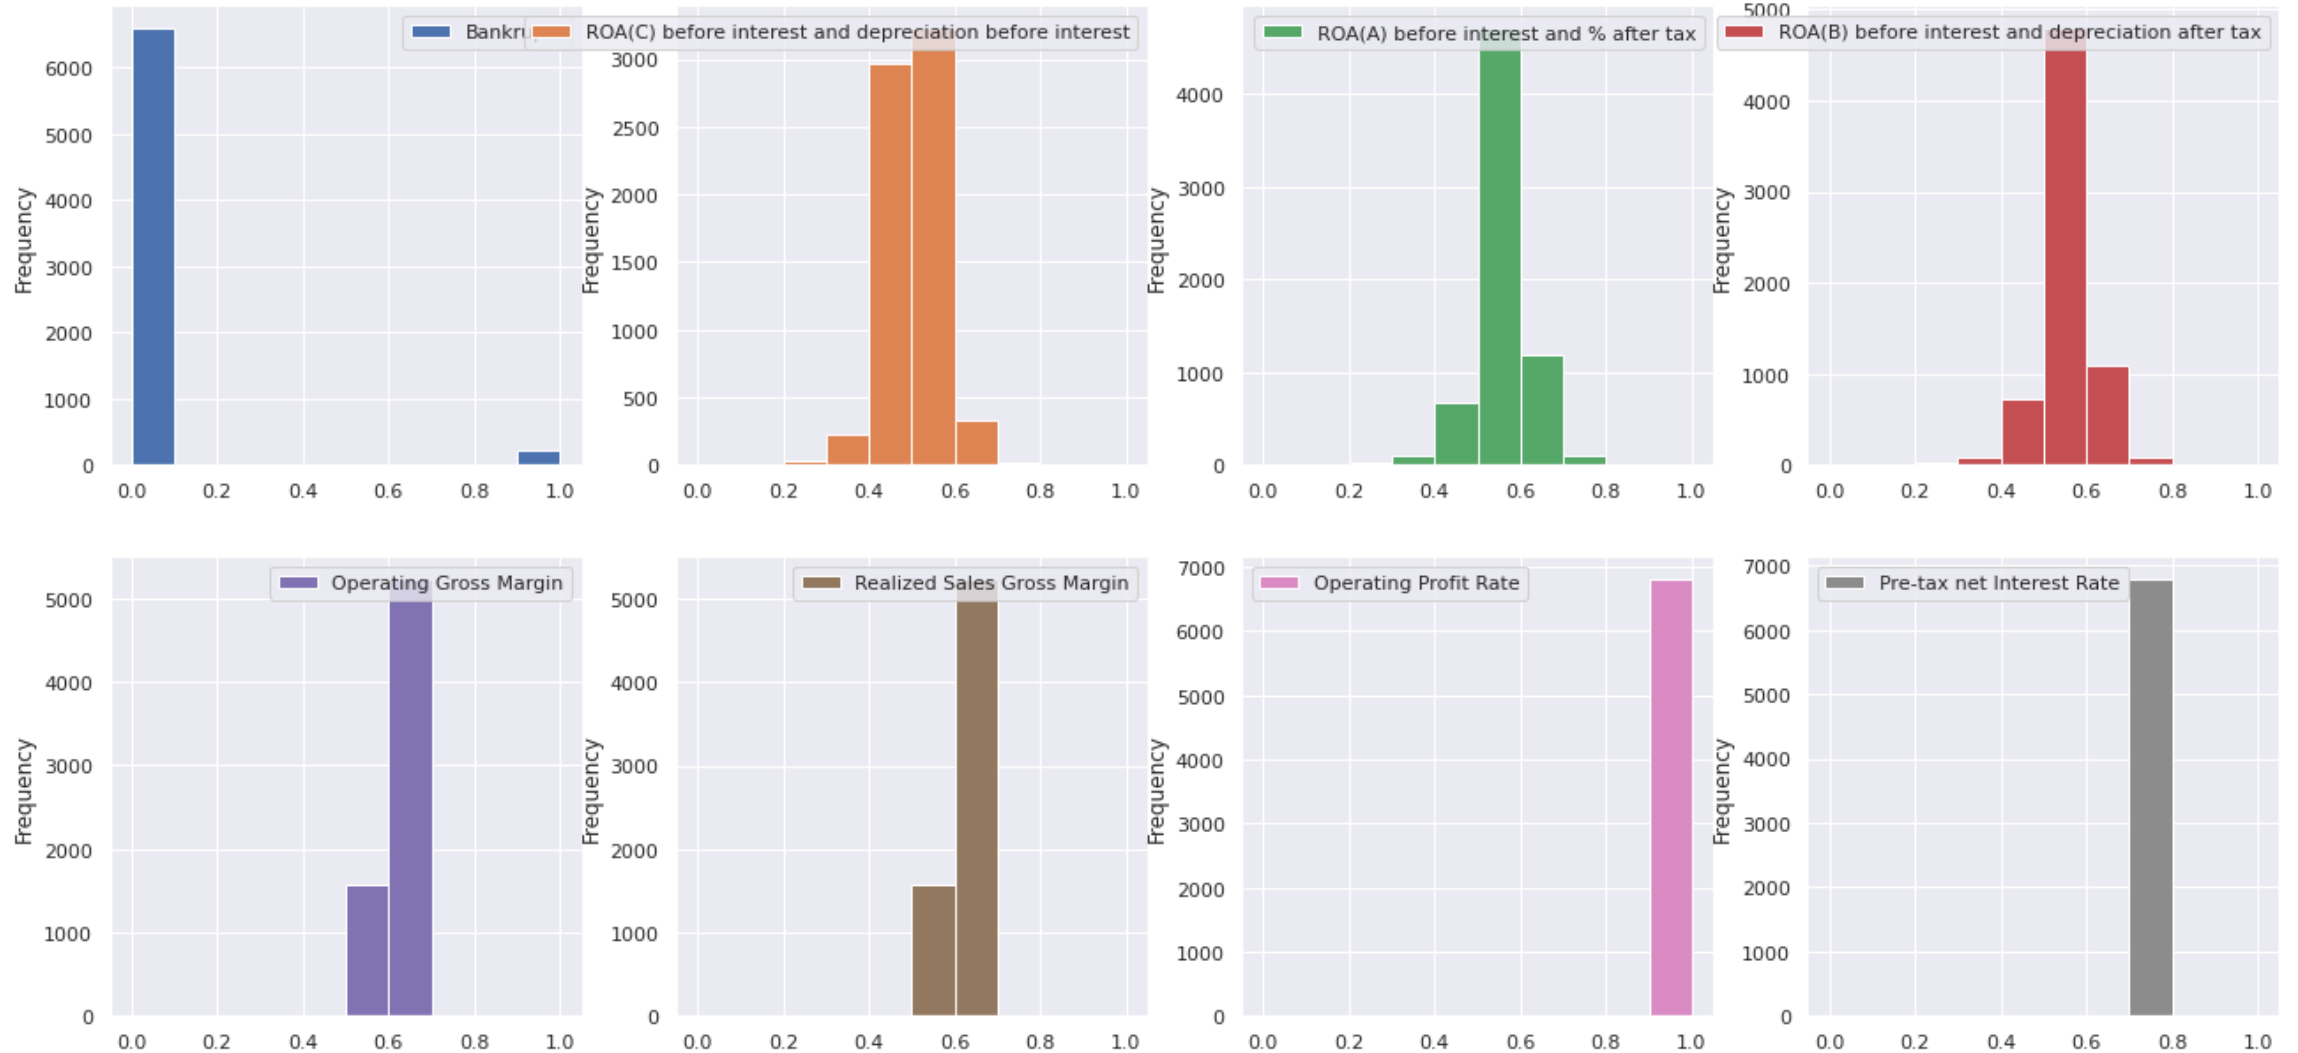 Bankru
ROA(C) before interest and depreciation before interest
ROA(A) before interest and % after tax
ROA(B) before interest and depreciation after tax
Frequency
6000
5000
4000
3000
2000
1000
0
0.0 0.2 0.4 0.6 0.8 1.0
Frequency
3000
2500
2000
1500
1000
500
0
0.0 0.2 0.4 0.6 0.8 1.0
Frequency
4000
3000
2000
1000
0
0.0 0.2 0.4 0.6 0.8 1.0
Frequency
5000
4000
3000
2000
1000
0
0.0 0.2 0.4 0.6 0.8 1.0
Operating Gross Margin
Frequency
5000
4000
3000
2000
1000
0
0.0 0.2 0.4 0.6 0.8 1.0
Realized Sales Gross Margin
Frequency
5000
4000
3000
2000
1000
0
0.0 0.2 0.4 0.6 0.8 1.0
Operating Profit Rate
Frequency
7000
6000
5000
4000
3000
2000
1000
0
0.0 0.2 0.4 0.6 0.8 1.0
Pre-tax net Interest Rate
Frequency
7000
6000
5000
4000
3000
2000
1000
0
0.0 0.2 0.4 0.6 0.8 1.0